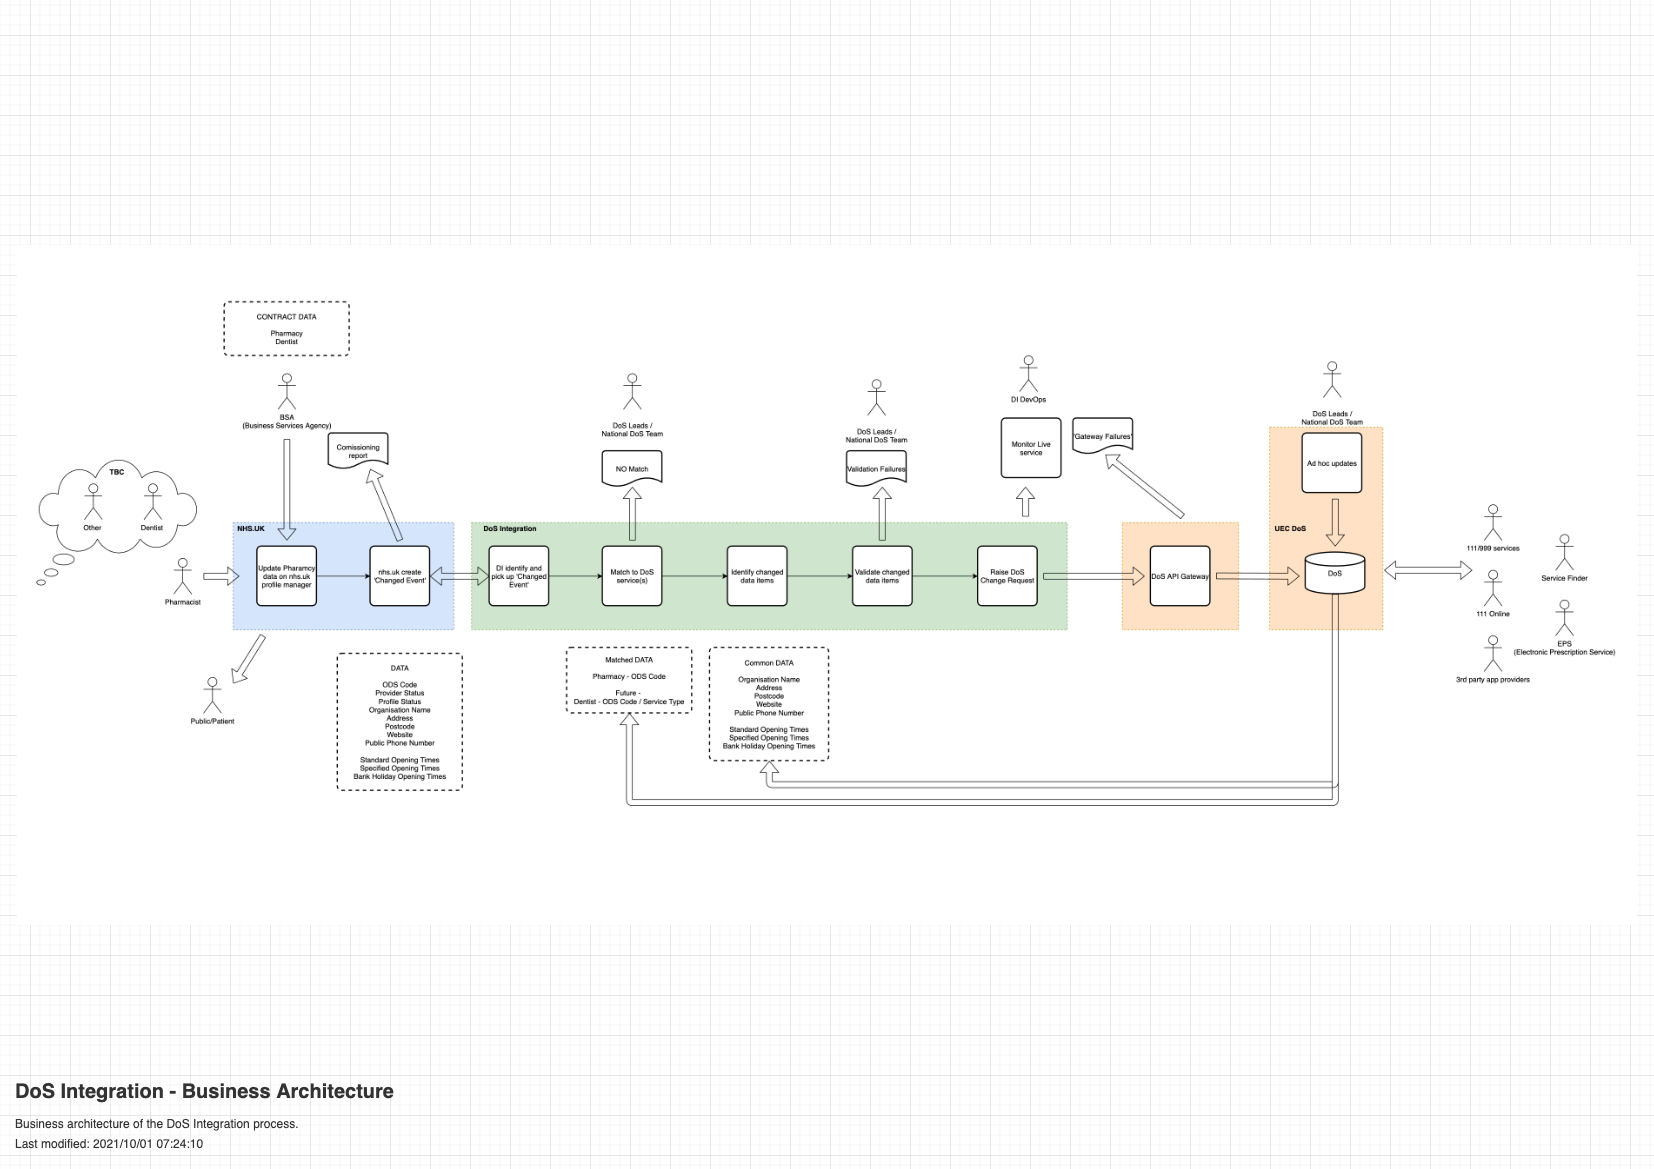 CONTRACT DATA
Pharmacy
Dentist
BSA
(Business Services Agency)
Comissioning
report
TBC
Other
Dentist
Pharmacist
Public/Patient
NHS.UK
Update Pharamcy
data on nhs.uk
profile manager
nhs.uk create
'Changed Event'
DATA
ODS Code
Provider Status
Profile Status
Organisation Name
Address
Postcode
Website
Public Phone Number
Standard Opening Times
Specified Opening Times
Bank Holiday Opening Times
DoS Integration
DI identify and
pick up 'Changed
Event'
DoS Leads /
National DoS Team
NO Match
Match to DoS
service(s)
Identify changed
data items
DoS Leads /
National DoS Team
Validation Failures
Validate changed
data items
DI DevOps
Monitor Live
service
'Gateway Failures'
Raise DoS
Change Request
Matched DATA
Pharmacy - ODS Code
Future -
Dentist - ODS Code / Service Type
Common DATA
Organisation Name
Address
Postcode
Website
Public Phone Number
Standard Opening Times
Specified Opening Times
Bank Holiday Opening Times
DoS API Gateway
DoS Leads /
National DoS Team
Ad hoc updates
UEC DoS
DoS
111/999 services
Service Finder
111 Online
EPS
(Electronic Prescription Service)
3rd party app providers
DoS Integration - Business Architecture
Business architecture of the DoS Integration process.
Last modified: 2021/10/01 07:24:10